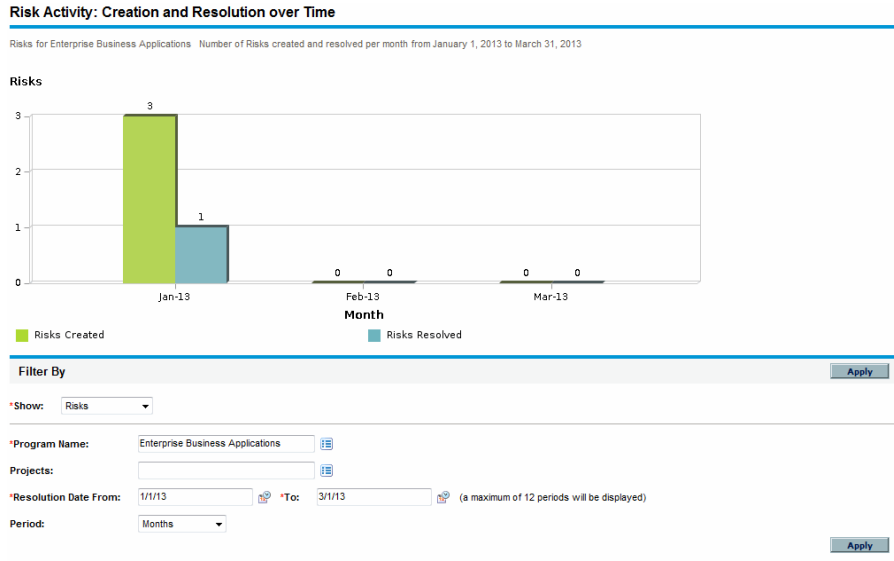 Risk Activity: Creation and Resolution over Time
Risks for Enterprise Business Applications Number of Risks created and resolved per month from January 1, 2013 to March 31, 2013
Risks
3
3
2
1
1
0
0 0
0 0
Jan-13 Feb-13 Mar-13
Month
Risks Created Risks Resolved
Filter By Apply
*Show: Risks
*Program Name: Enterprise Business Applications
Projects:
*Resolution Date From: 1/1/13 *To: 3/1/13 (a maximum of 12 periods will be displayed)
Period: Months
Apply